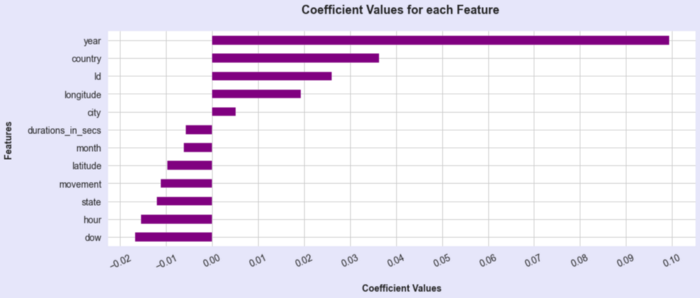 Coefficient Values for each Feature
year
country
Id
longitude
city
durations_in_secs
month
latitude
movement
state
hour
dow
Features
−0.02 −0.01 0.00 0.01 0.02 0.03 0.04 0.05 0.06 0.07 0.08 0.09 0.10
Coefficient Values